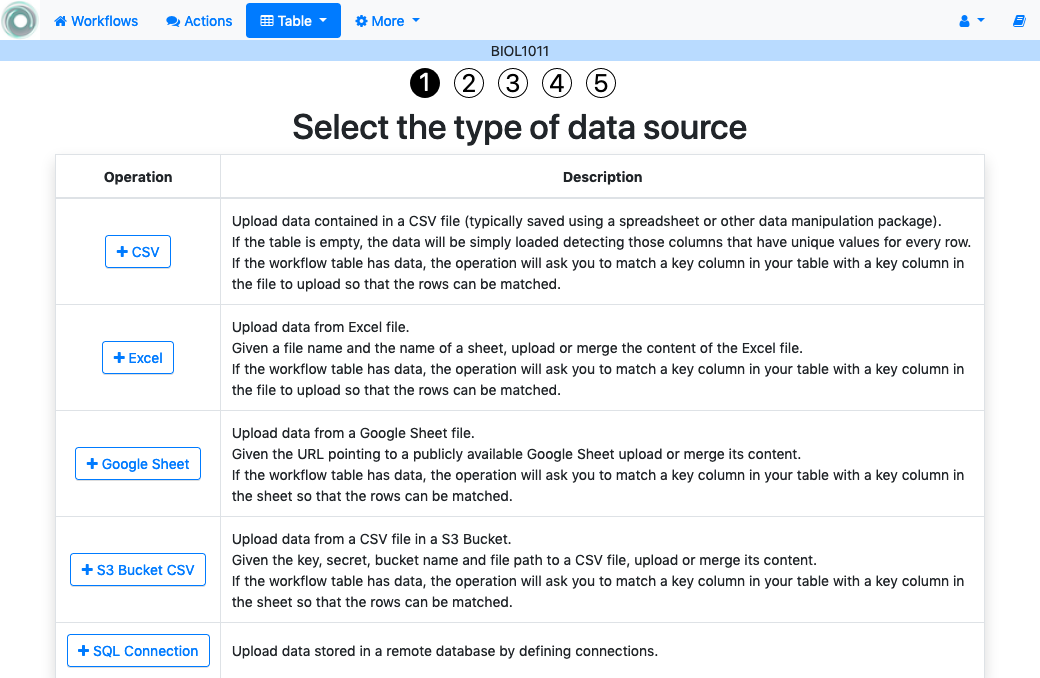 Workflows Actions Table More
BIOL1011
1 2 3 4 5
Select the type of data source
Operation Description
CSV
Upload data contained in a CSV file (typically saved using a spreadsheet or other data manipulation package).
If the table is empty, the data will be simply loaded detecting those columns that have unique values for every row.
If the workflow table has data, the operation will ask you to match a key column in your table with a key column in
the file to upload so that the rows can be matched.
Excel
Upload data from Excel file.
Given a file name and the name of a sheet, upload or merge the content of the Excel file.
If the workflow table has data, the operation will ask you to match a key column in your table with a key column in
the file to upload so that the rows can be matched.
Google Sheet
Upload data from a Google Sheet file.
Given the URL pointing to a publicly available Google Sheet upload or merge its content.
If the workflow table has data, the operation will ask you to match a key column in your table with a key column in
the sheet so that the rows can be matched.
S3 Bucket CSV
Upload data from a CSV file in a S3 Bucket.
Given the key, secret, bucket name and file path to a CSV file, upload or merge its content.
If the workflow table has data, the operation will ask you to match a key column in your table with a key column in
the sheet so that the rows can be matched.
SQL Connection
Upload data stored in a remote database by defining connections.